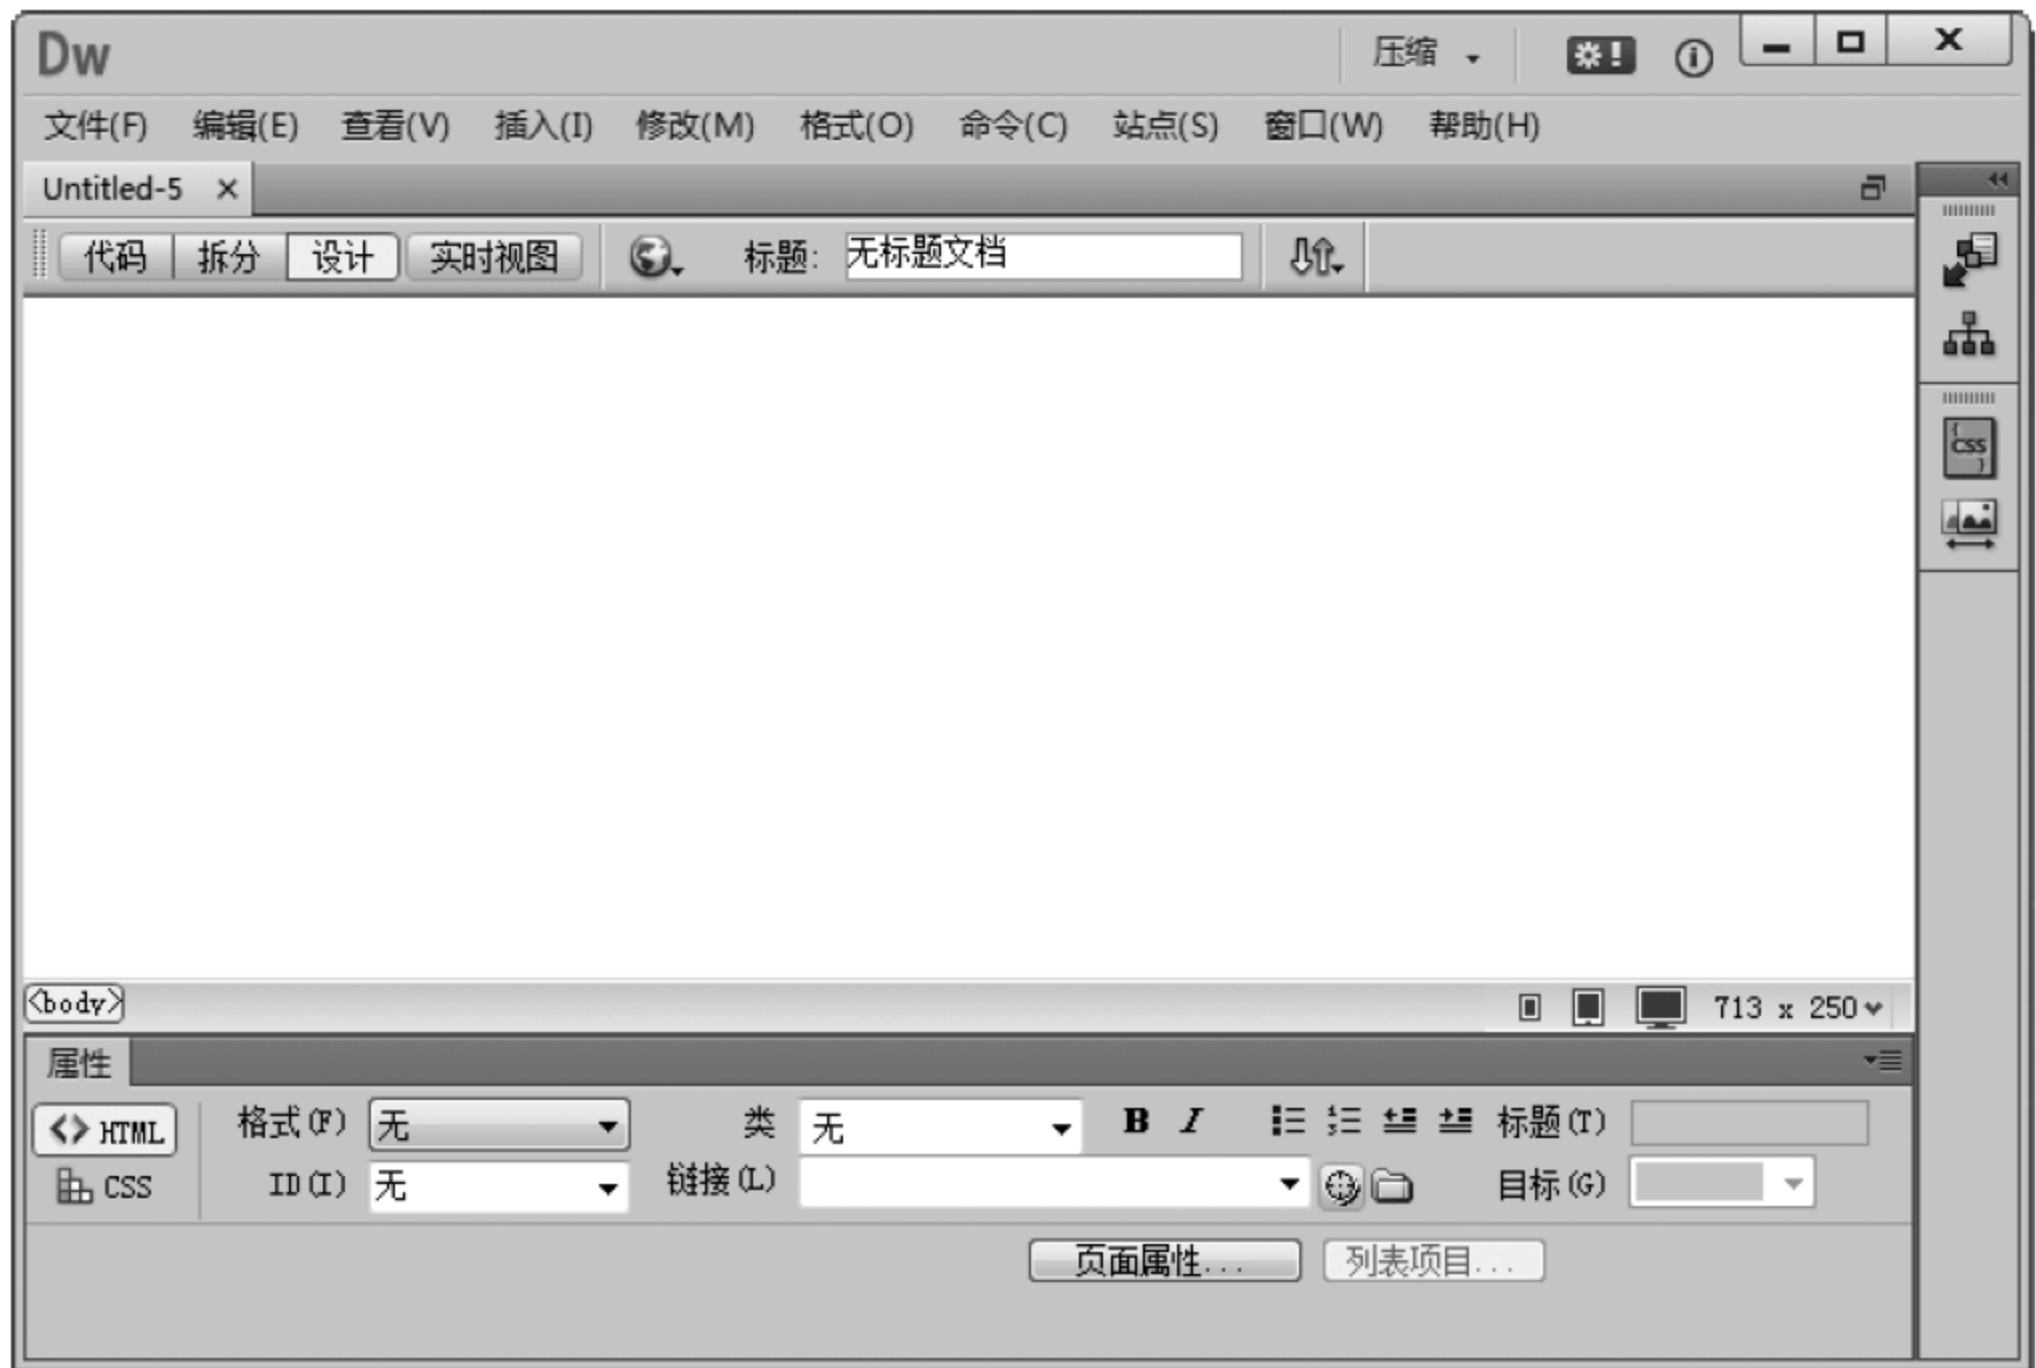 Dw
压缩
文件(F) 编辑(E) 查看(V) 插入(I) 修改(M) 格式(O) 命令(C) 站点(S) 窗口(W) 帮助(H)
Untitled-5
代码 拆分 设计 实时视图 标题: 无标题文档
{ CSS }
<body> 713 x 250
属性
<> HTML 格式(F) 无 类 无 B I 标题(T)
CSS ID(I) 无 链接(L) 目标(G)
页面属性... 列表项目...